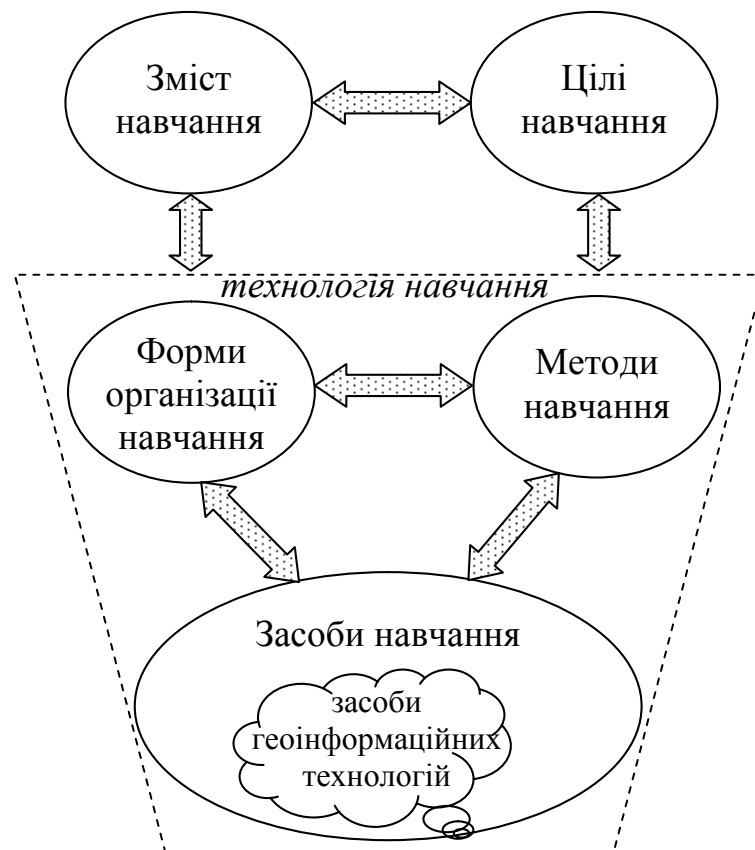 Зміст
навчання
Цілі
навчання
технологія навчання
Форми
організації
навчання
Методи
навчання
Засоби навчання
засоби
геоінформаційних
технологій